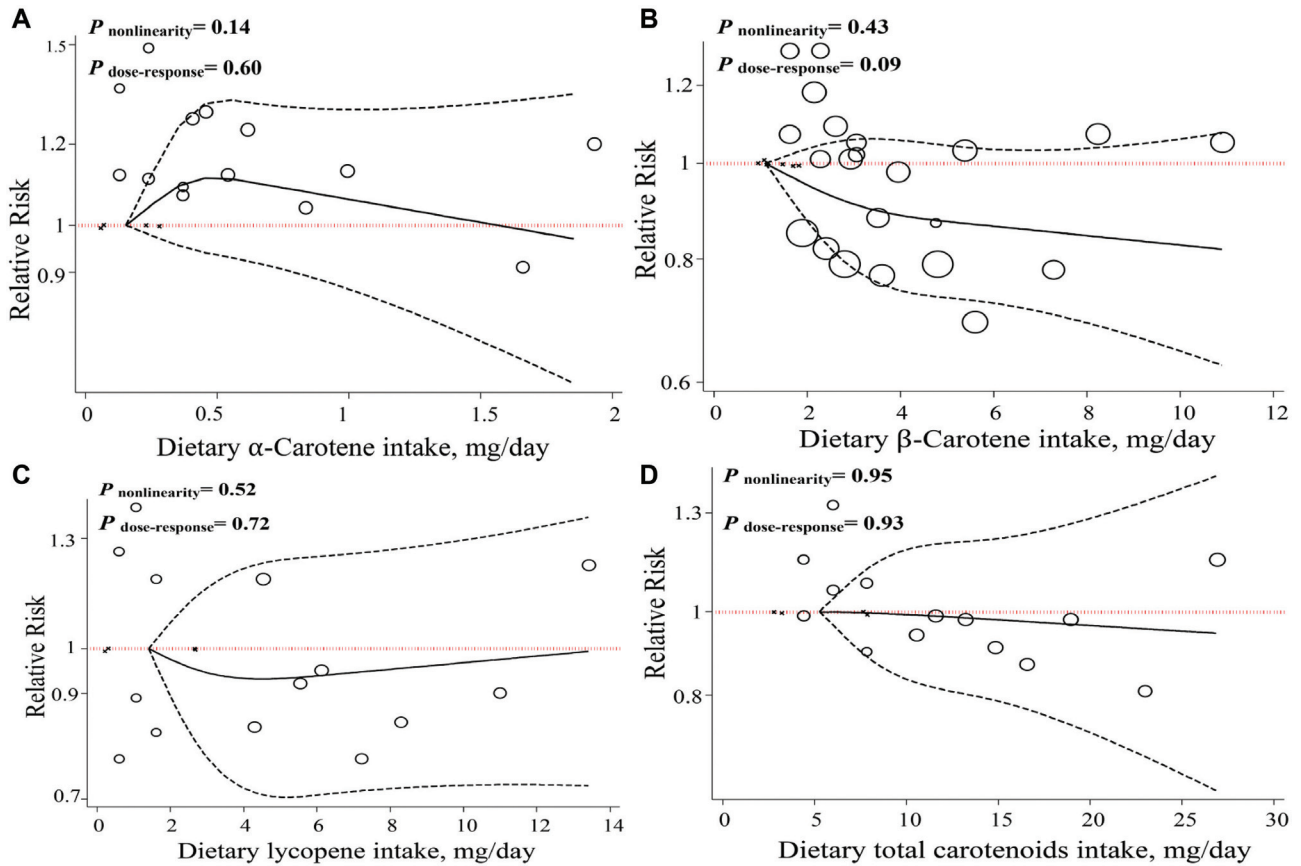 A
P nonlinearity= 0.14
P dose-response= 0.60
Relative Risk
1.5
1.2
1
0.9
0 0.5 1 1.5 2
Dietary α-Carotene intake, mg/day
B
P nonlinearity= 0.43
P dose-response= 0.09
Relative Risk
1.2
1
0.8
0.6
0 2 4 6 8 10 12
Dietary β-Carotene intake, mg/day
C
P nonlinearity= 0.52
P dose-response= 0.72
Relative Risk
1.3
1
0.9
0.7
0 2 4 6 8 10 12 14
Dietary lycopene intake, mg/day
D
P nonlinearity= 0.95
P dose-response= 0.93
Relative Risk
1.3
1
0.8
0 5 10 15 20 25 30
Dietary total carotenoids intake, mg/day